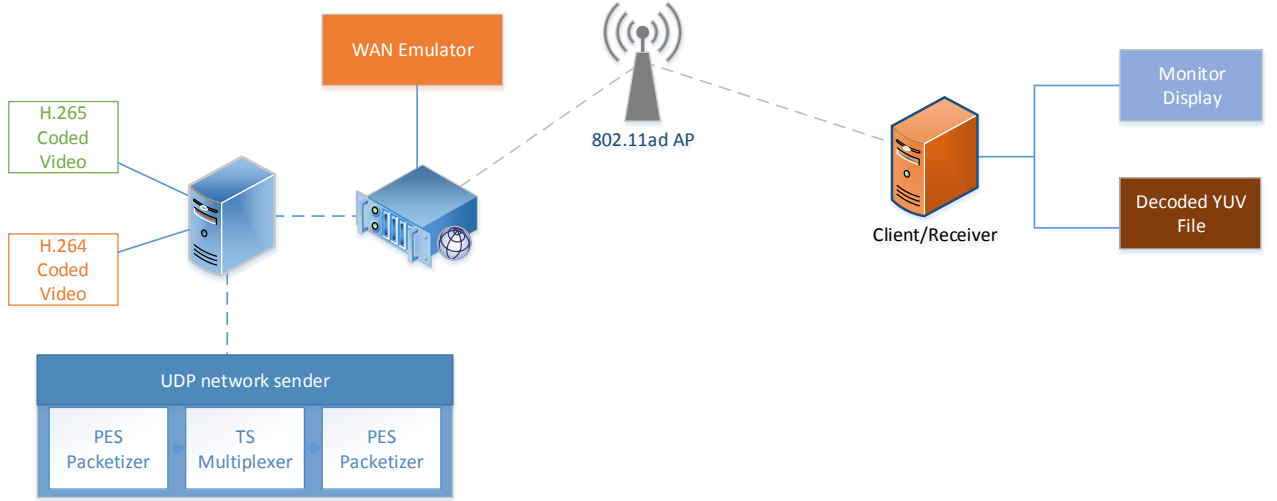 WAN Emulator
H.265
Coded
Video
H.264
Coded
Video
802.11ad AP
Client/Receiver
Monitor
Display
Decoded YUV
File
UDP network sender
PES
Packetizer
TS
Multiplexer
PES
Packetizer